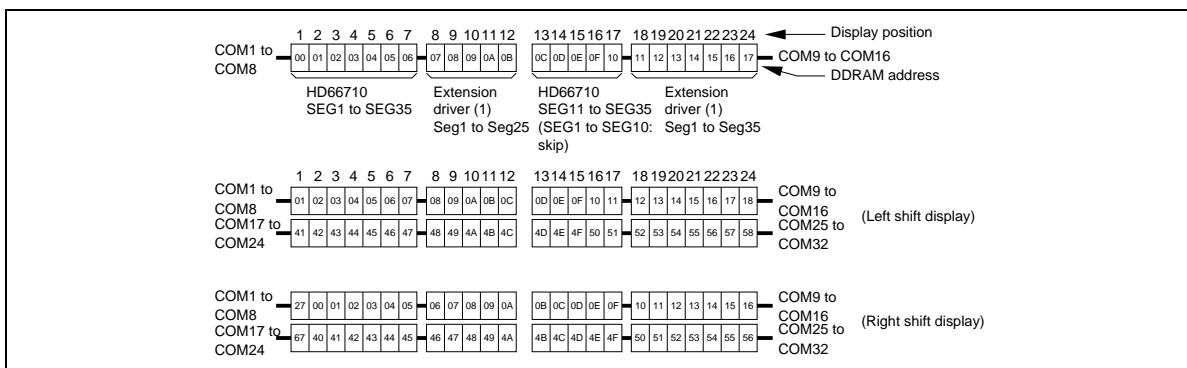 1 2 3 4 5 6 7 8 9 10 11 12 13 14 15 16 17 18 19 20 21 22 23 24 Display position
COM1 to COM8 00 01 02 03 04 05 06 07 08 09 0A 0B 0C 0D 0E 0F 10 11 12 13 14 15 16 17 COM9 to COM16
DDRAM address
HD66710
SEG1 to SEG35
Extension
driver (1)
Seg1 to Seg25
HD66710
SEG11 to SEG35
(SEG1 to SEG10:
skip)
Extension
driver (1)
Seg1 to Seg35
1 2 3 4 5 6 7 8 9 10 11 12 13 14 15 16 17 18 19 20 21 22 23 24
COM1 to COM8 01 02 03 04 05 06 07 08 09 0A 0B 0C 0D 0E 0F 10 11 12 13 14 15 16 17 18 COM9 to COM16
(Left shift display)
COM17 to COM24 41 42 43 44 45 46 47 48 49 4A 4B 4C 4D 4E 4F 50 51 52 53 54 55 56 57 58 COM25 to COM32
COM1 to COM8 27 00 01 02 03 04 05 06 07 08 09 0A 0B 0C 0D 0E 0F 10 11 12 13 14 15 16 COM9 to COM16
(Right shift display)
COM17 to COM24 67 40 41 42 43 44 45 46 47 48 49 4A 4B 4C 4D 4E 4F 50 51 52 53 54 55 56 COM25 to COM32